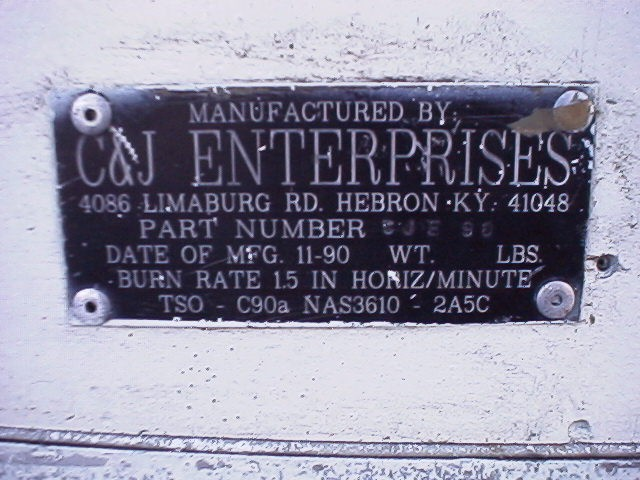 MANUFACTURED BY:
C&J ENTERPRISES
4086 LIMABURG RD. HEBRON KY. 41048
PART NUMBER
DATE OF MFG. 11-90 WT. LBS.
BURN RATE 1.5 IN HORIZ/MINUTE
TSO - C90a NAS3610 - 2A5C